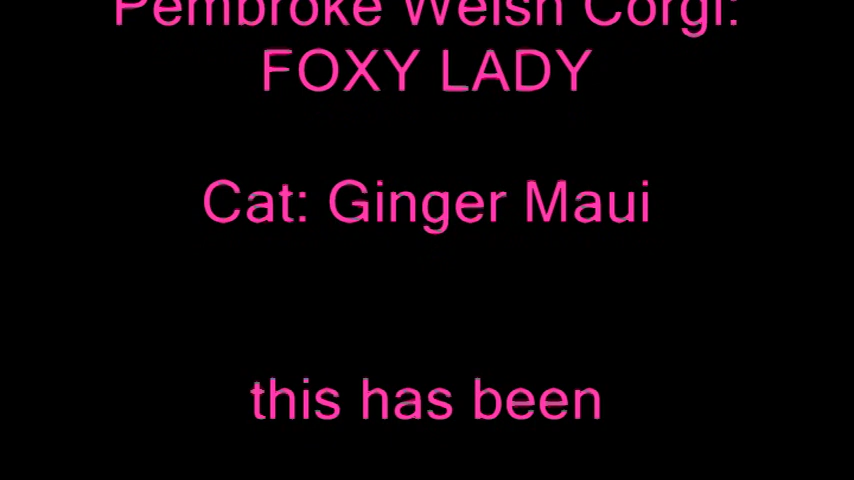 Pembroke Welsh Corgi:
FOXY LADY
Cat: Ginger Maui
this has been